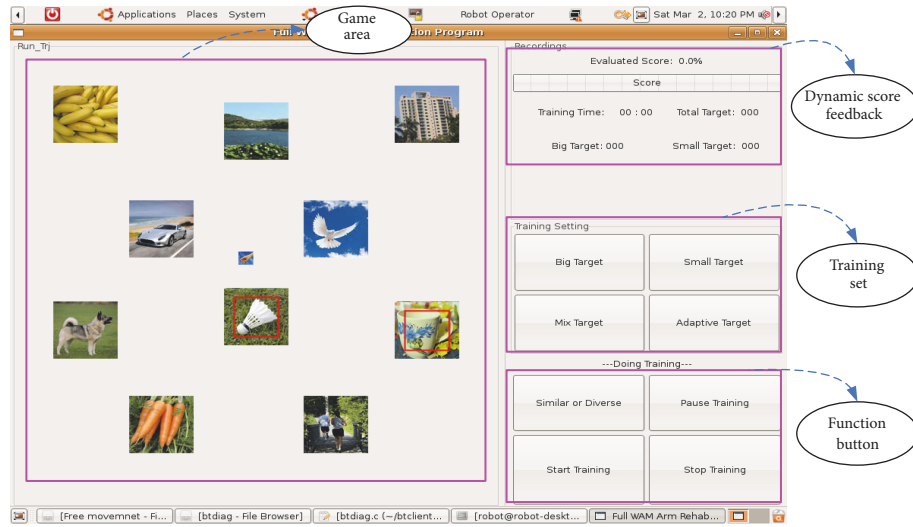 Applications Places System
Robot Operator
Sat Mar 2, 10:20 PM
Game
area
Program
Run_Trj
Recordings
Evaluated Score: 0.0%
Score
Training Time: 00 : 00 Total Target: 000
Big Target: 000 Small Target: 000
Dynamic score
feedback
Training Setting
Big Target Small Target
Mix Target Adaptive Target
Training
set
---Doing Training---
Similar or Diverse Pause Training
Start Training Stop Training
Function
button
[Free movemnet - Fi... [btdiag - File Browser] [btdiag.c (~/btclient... [robot@robot-deskt... Full WAM Arm Rehab...